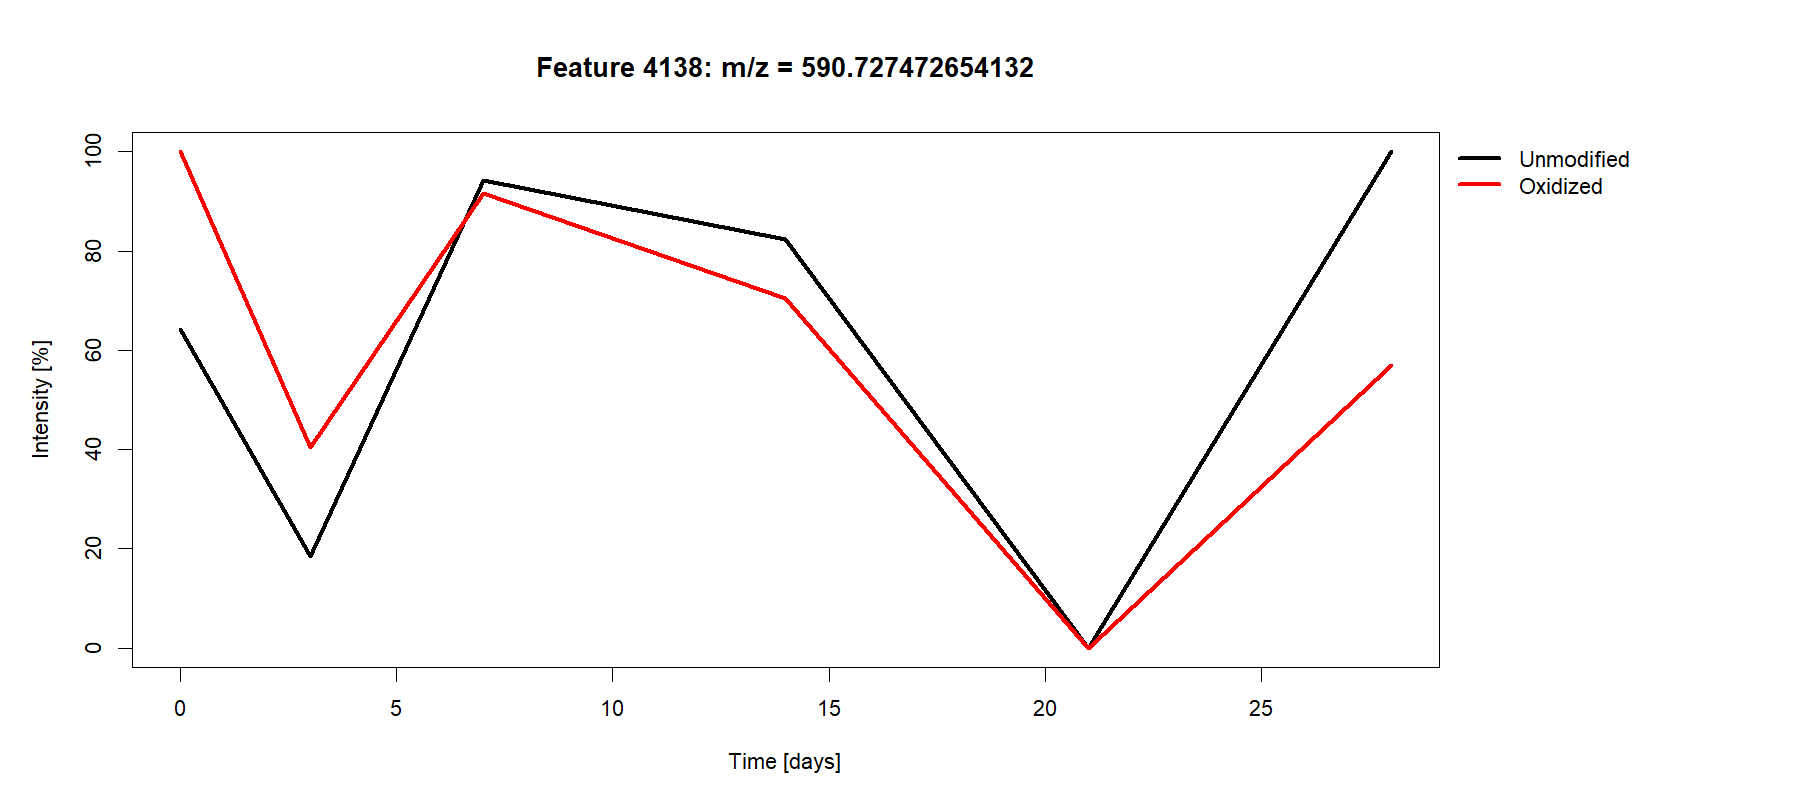 Feature 4138: m/z = 590.727472654132
Unmodified
Oxidized
Intensity [%]
100
80
60
40
20
0
0 5 10 15 20 25
Time [days]